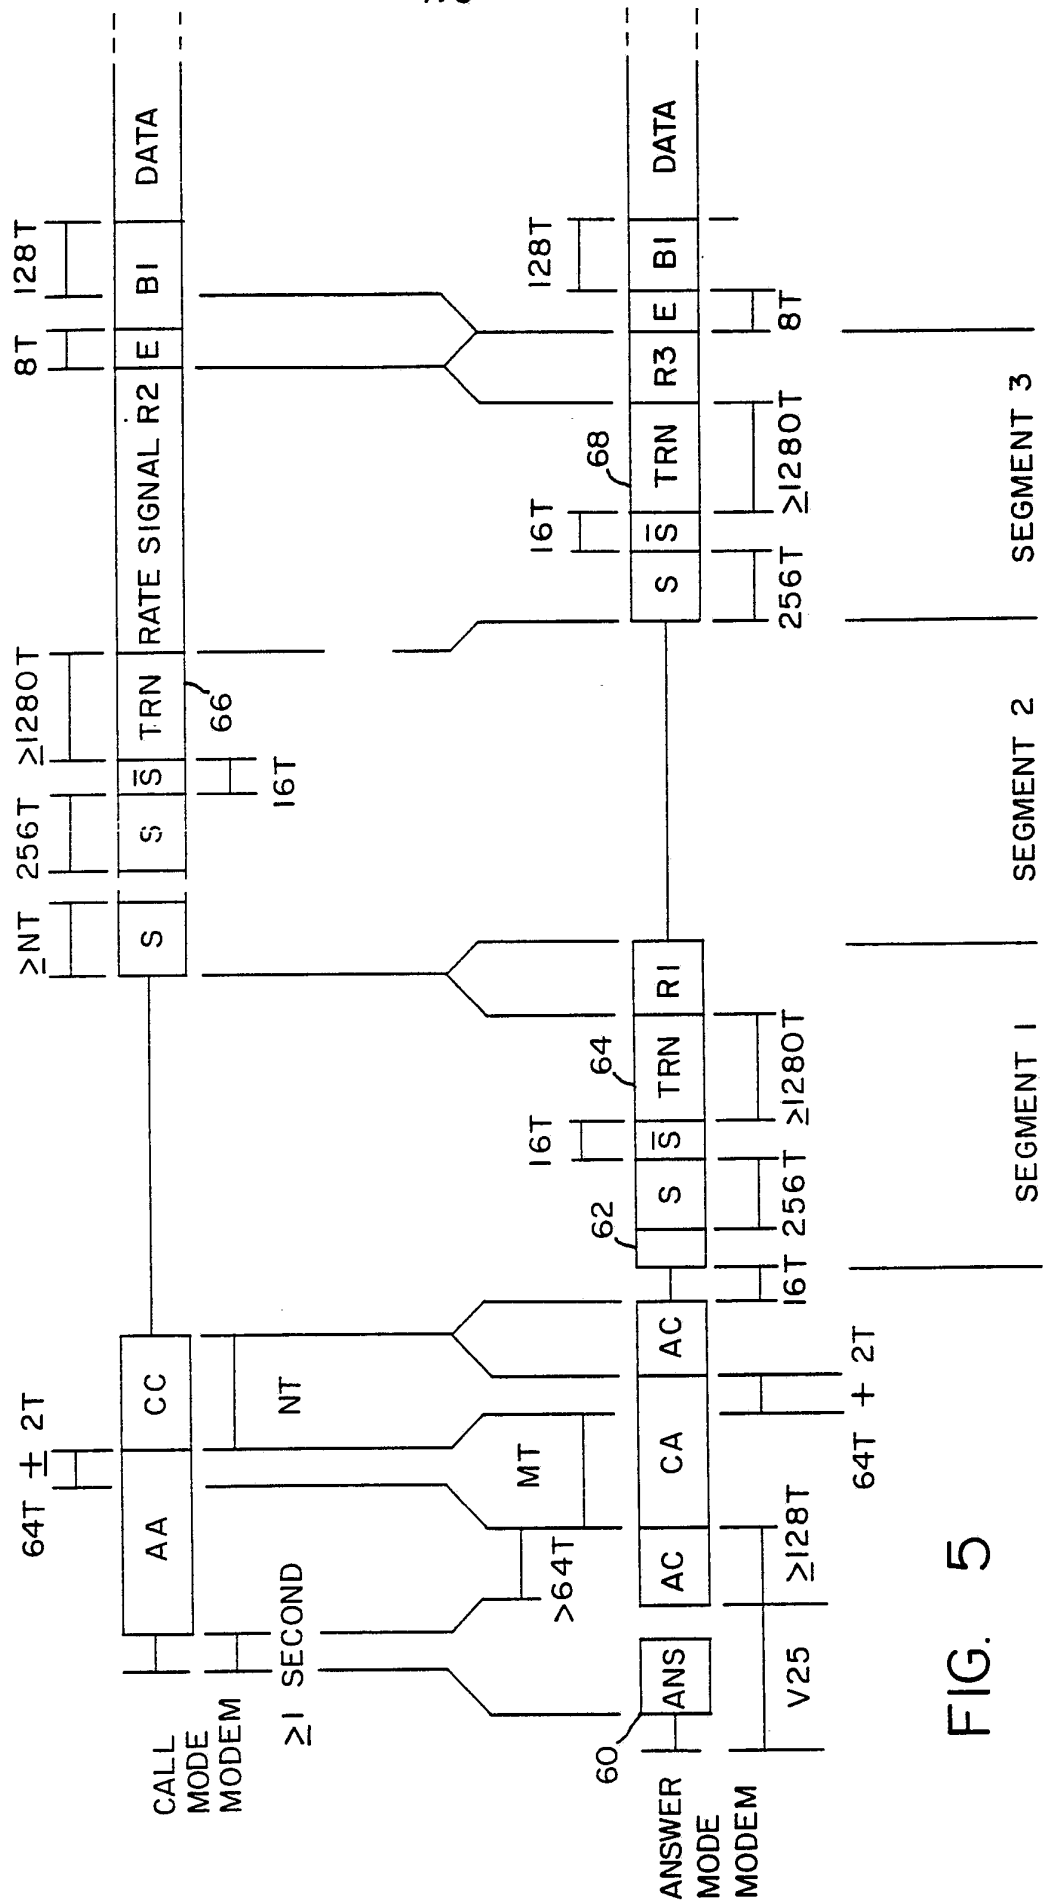 CALL
MODE
MODEM
64T ± 2T
≥NT
256T
≥1280T
8T
128T
AA
CC
S
S
S̅
TRN
RATE SIGNAL R2
E
B1
DATA
≥1 SECOND
NT
16T
66
>64T
MT
60
62
16T
64
16T
68
128T
ANSWER
MODE
MODEM
ANS
AC
CA
AC
S
S̅
TRN
R1
S
S̅
TRN
R3
E
B1
DATA
V25
≥128T
64T + 2T
16T
256T
≥1280T
256T
≥1280T
8T
SEGMENT 1
SEGMENT 2
SEGMENT 3
FIG. 5